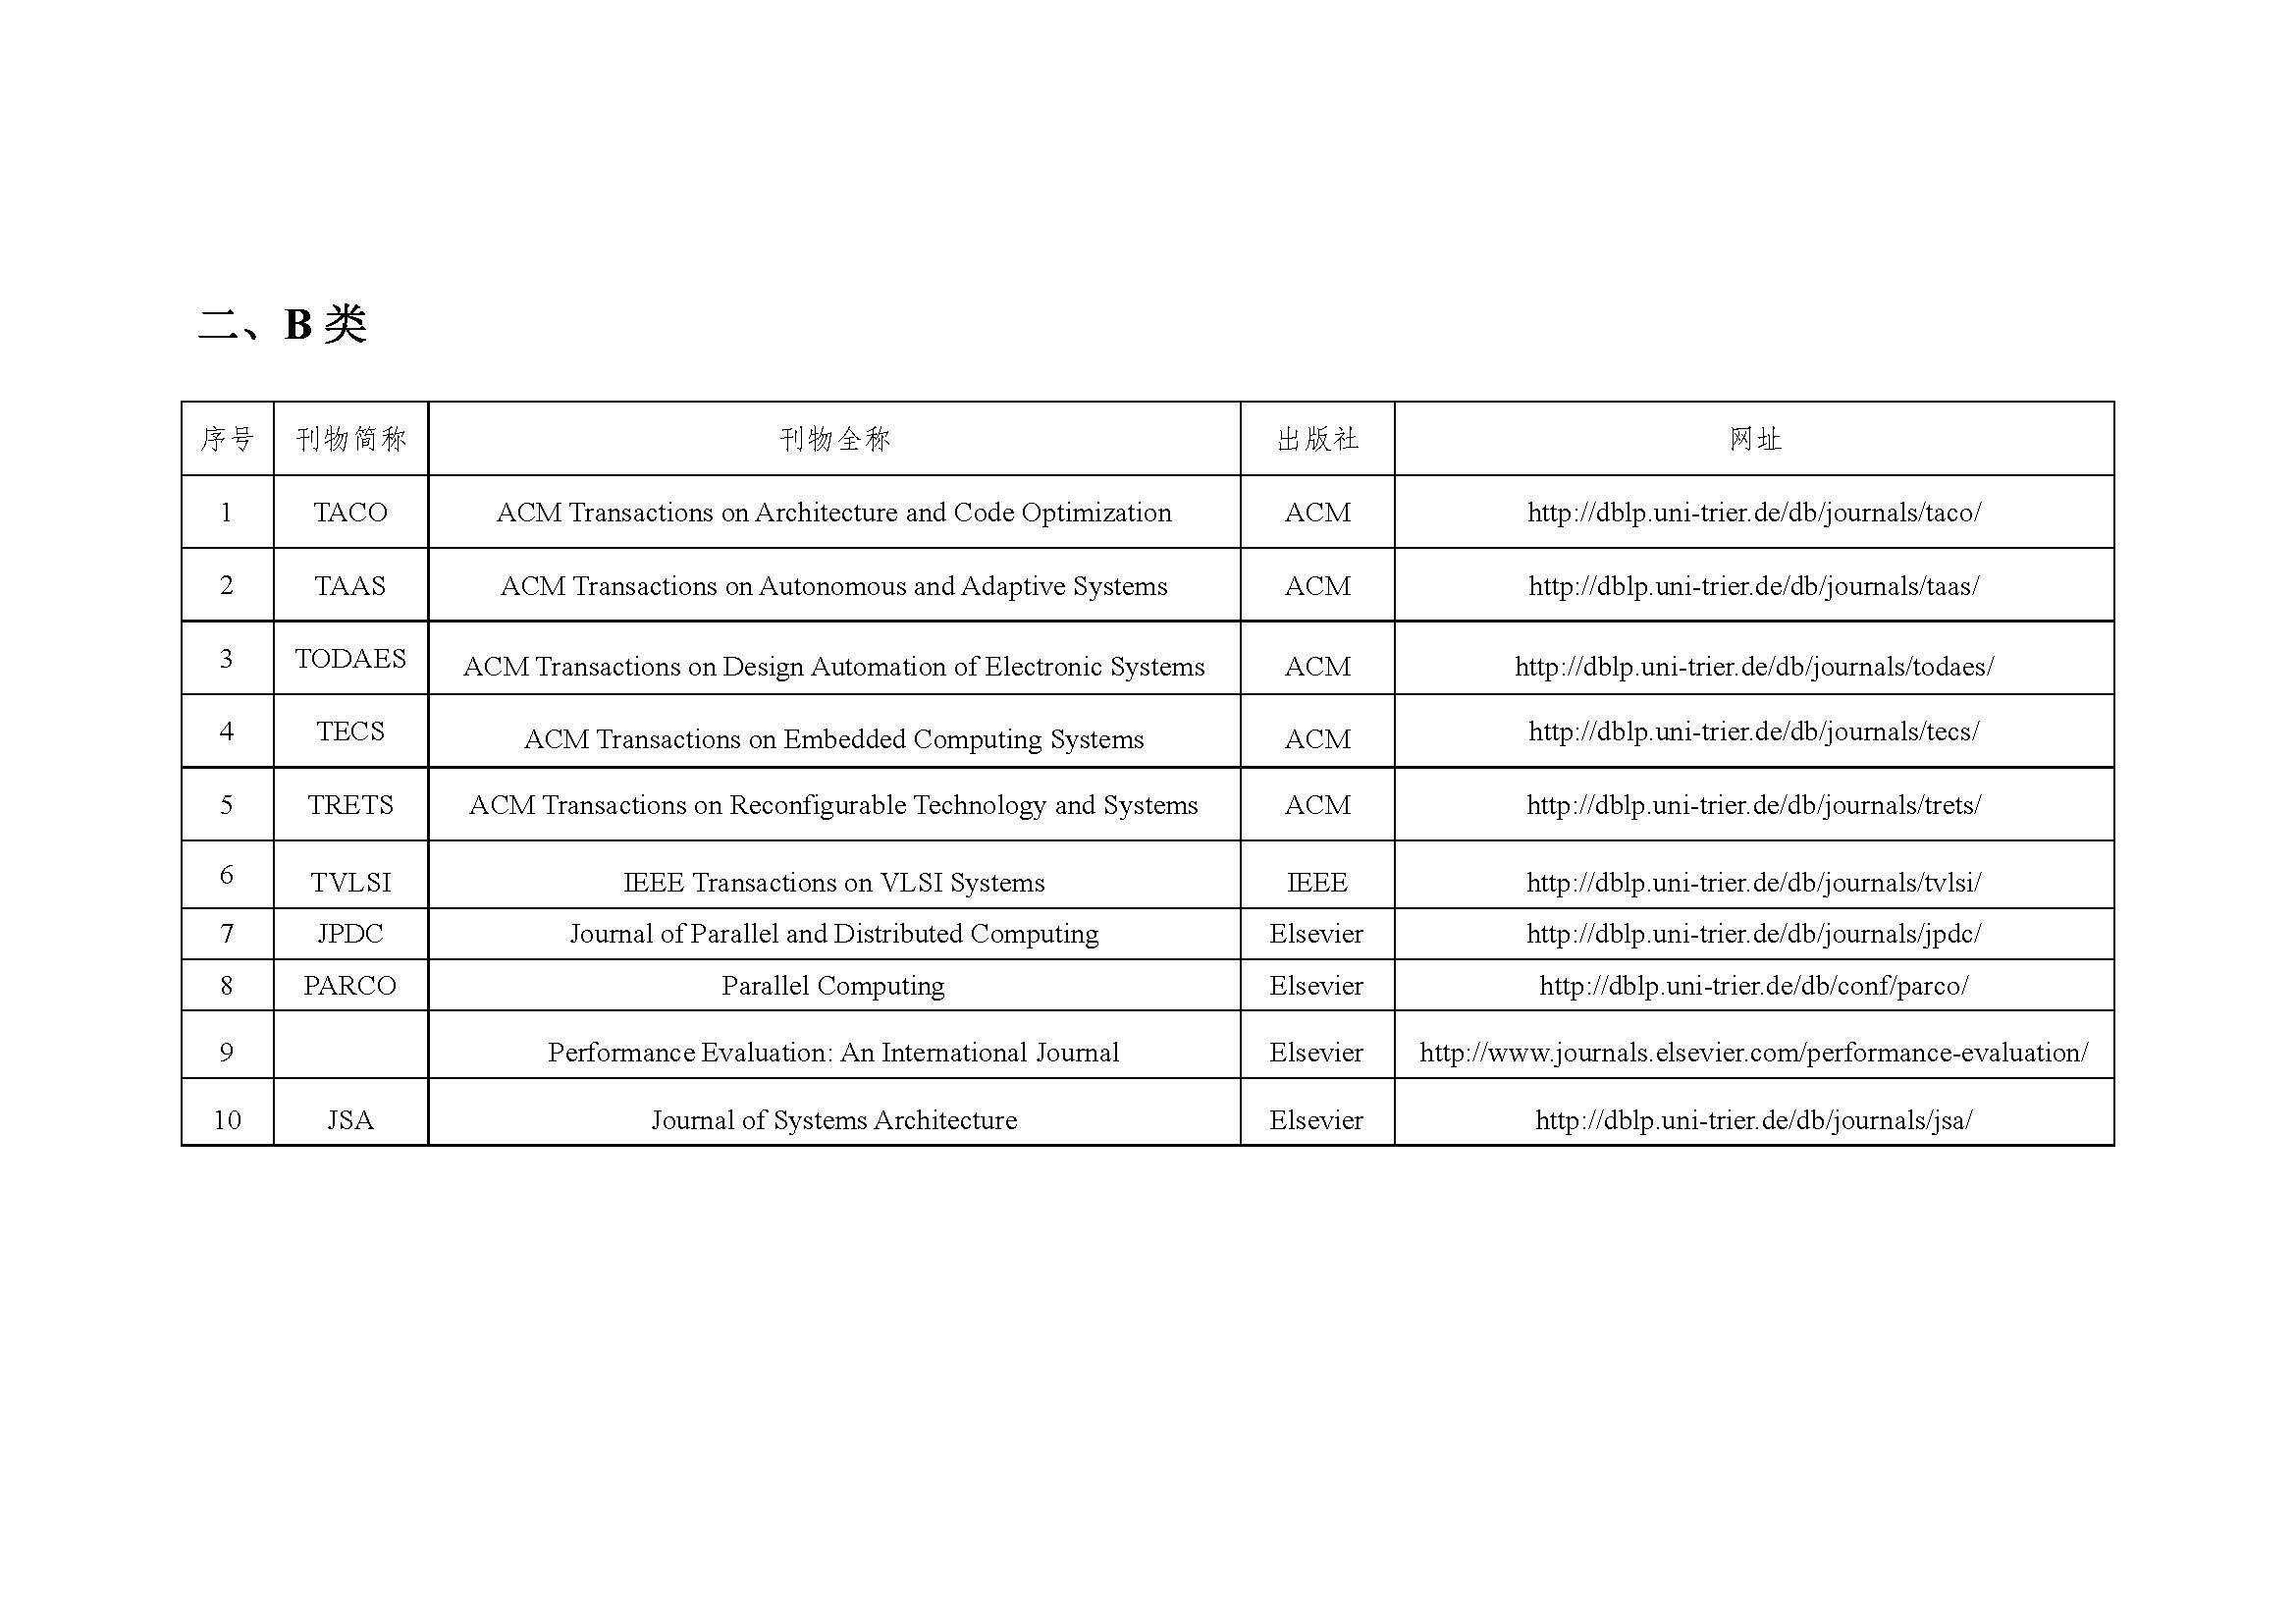 二、B 类
序号 刊物简称 刊物全称 出版社 网址
1 TACO ACM Transactions on Architecture and Code Optimization ACM http://dblp.uni-trier.de/db/journals/taco/
2 TAAS ACM Transactions on Autonomous and Adaptive Systems ACM http://dblp.uni-trier.de/db/journals/taas/
3 TODAES ACM Transactions on Design Automation of Electronic Systems ACM http://dblp.uni-trier.de/db/journals/todaes/
4 TECS ACM Transactions on Embedded Computing Systems ACM http://dblp.uni-trier.de/db/journals/tecs/
5 TRETS ACM Transactions on Reconfigurable Technology and Systems ACM http://dblp.uni-trier.de/db/journals/trets/
6 TVLSI IEEE Transactions on VLSI Systems IEEE http://dblp.uni-trier.de/db/journals/tvlsi/
7 JPDC Journal of Parallel and Distributed Computing Elsevier http://dblp.uni-trier.de/db/journals/jpdc/
8 PARCO Parallel Computing Elsevier http://dblp.uni-trier.de/db/conf/parco/
9 Performance Evaluation: An International Journal Elsevier http://www.journals.elsevier.com/performance-evaluation/
10 JSA Journal of Systems Architecture Elsevier http://dblp.uni-trier.de/db/journals/jsa/